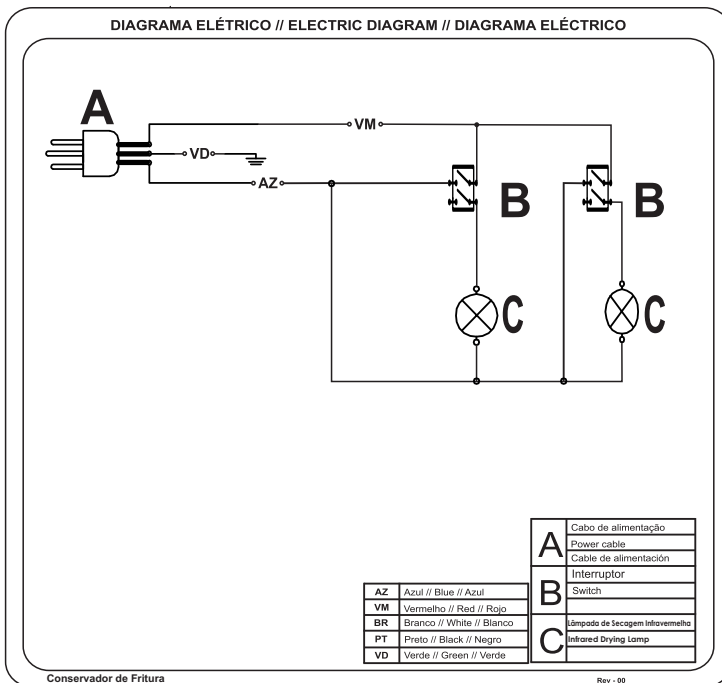 DIAGRAMA ELÉTRICO // ELECTRIC DIAGRAM // DIAGRAMA ELÉCTRICO
A
VM
VD
AZ
B
B
C
C
A
Cabo de alimentação
Power cable
Cable de alimentación
B
Interruptor
Switch
C
Lâmpada de Secagem Infravermelha
Infrared Drying Lamp
AZ Azul // Blue // Azul
VM Vermelho // Red // Rojo
BR Branco // White // Blanco
PT Preto // Black // Negro
VD Verde // Green // Verde
Conservador de Fritura
Rev - 00